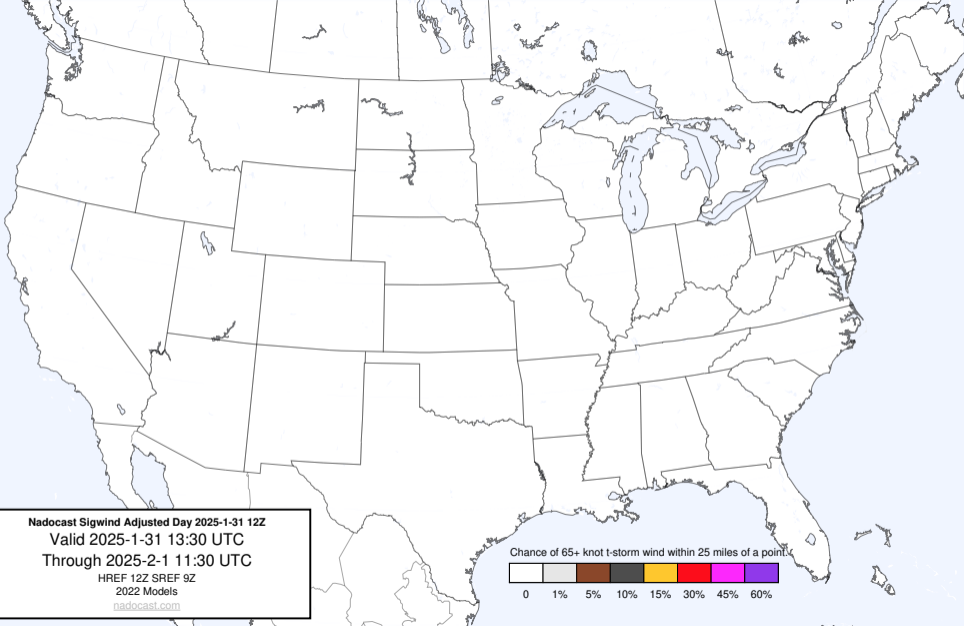 Nadocast Sigwind Adjusted Day 2025-1-31 12Z
Valid 2025-1-31 13:30 UTC
Through 2025-2-1 11:30 UTC
HREF 12Z SREF 9Z
2022 Models
nadocast.com
Chance of 65+ knot t-storm wind within 25 miles of a point.
0 1% 5% 10% 15% 30% 45% 60%